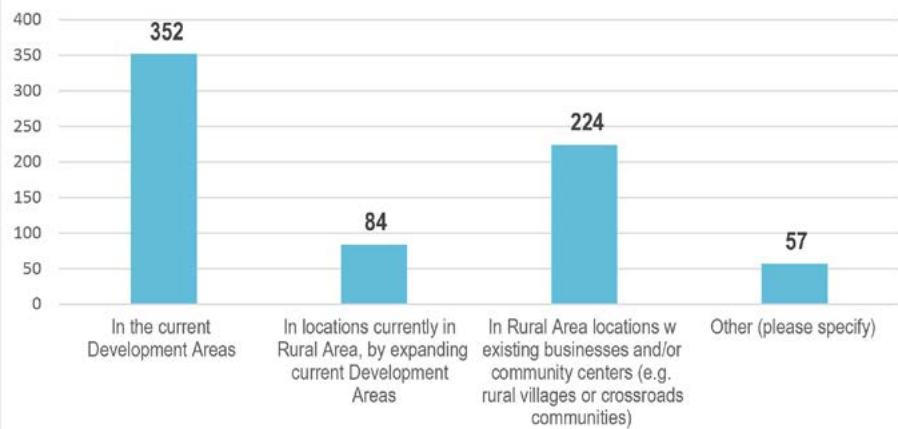 400
350
300
250
200
150
100
50
0
352
84
224
57
In the current
Development Areas
In locations currently in
Rural Area, by expanding
current Development
Areas
In Rural Area locations w
existing businesses and/or
community centers (e.g.
rural villages or crossroads
communities)
Other (please specify)